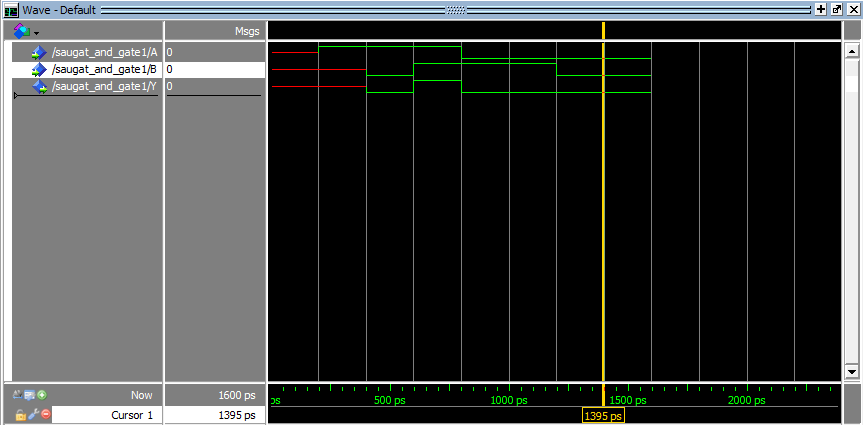 Wave - Default
Msgs
/saugat_and_gate1/A 0
/saugat_and_gate1/B 0
/saugat_and_gate1/Y 0
Now 1600 ps
ps 500 ps 1000 ps 1500 ps 2000 ps
Cursor 1 1395 ps
1395 ps